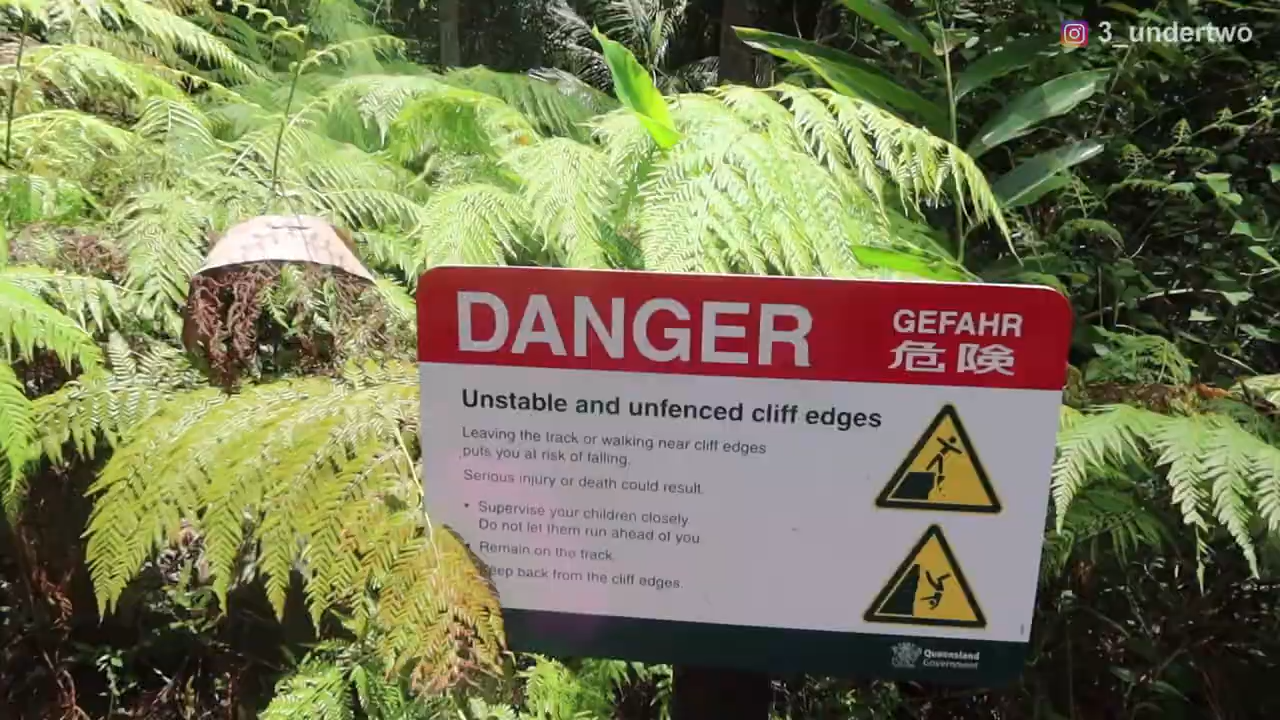 3_undertwo
DANGER
GEFAHR
危険
Unstable and unfenced cliff edges
Leaving the track or walking near cliff edges
puts you at risk of falling.
Serious injury or death could result.
• Supervise your children closely
Do not let them run ahead of you
Remain on the track.
eep back from the cliff edges.
Queensland
Government